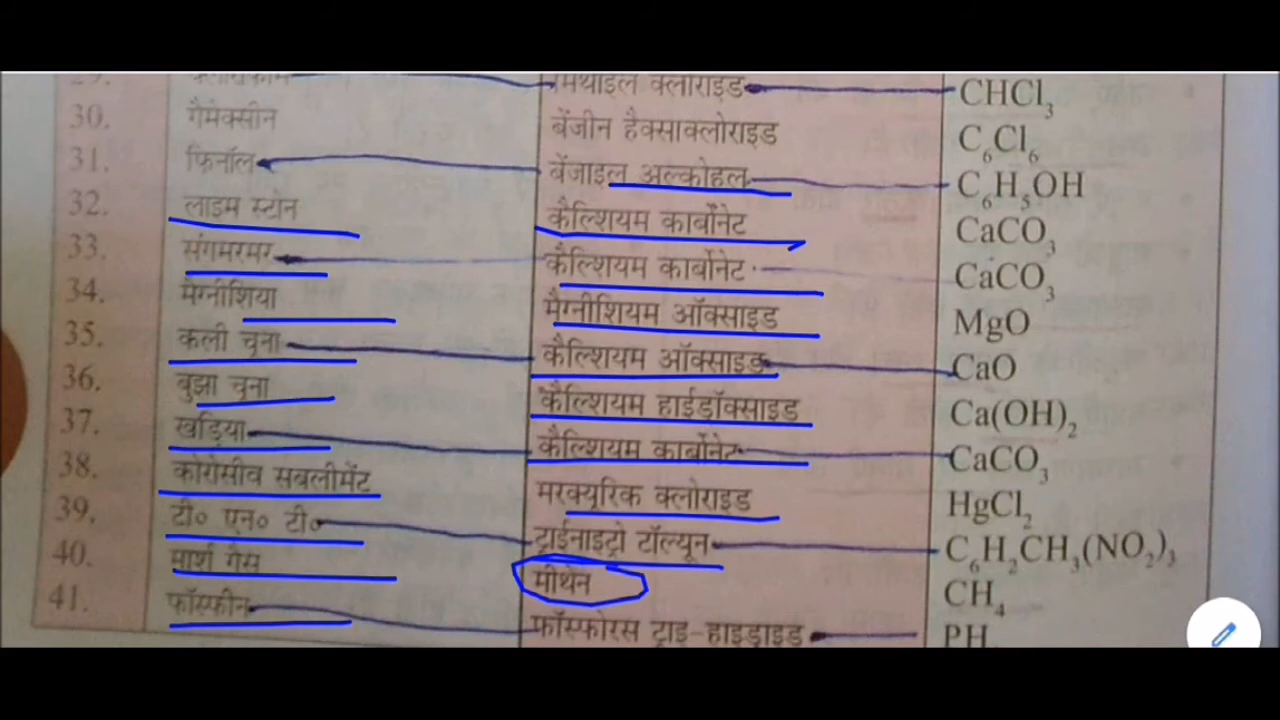 29. क्लोरोफॉर्म मिथाइल क्लोराइड CHCl₃
30. गैमेक्सीन बेंजीन हैक्साक्लोराइड C₆Cl₆
31. फिनॉल बेंजाइल अल्कोहल C₆H₅OH
32. लाइम स्टोन कैल्शियम कार्बोनेट CaCO₃
33. संगमरमर कैल्शियम कार्बोनेट CaCO₃
34. मैग्नीशिया मैग्नीशियम ऑक्साइड MgO
35. कली चूना कैल्शियम ऑक्साइड CaO
36. बुझा चूना कैल्शियम हाईड्रॉक्साइड Ca(OH)₂
37. खड़िया कैल्शियम कार्बोनेट CaCO₃
38. कोरोसीव सबलीमेंट मरक्यूरिक क्लोराइड HgCl₂
39. टी० एन० टी० ट्राईनाइट्रो टॉल्यून C₆H₂CH₃(NO₂)₃
40. मार्श गैस मीथेन CH₄
41. फॉस्फीन फॉस्फोरस ट्राइ-हाइड्राइड PH